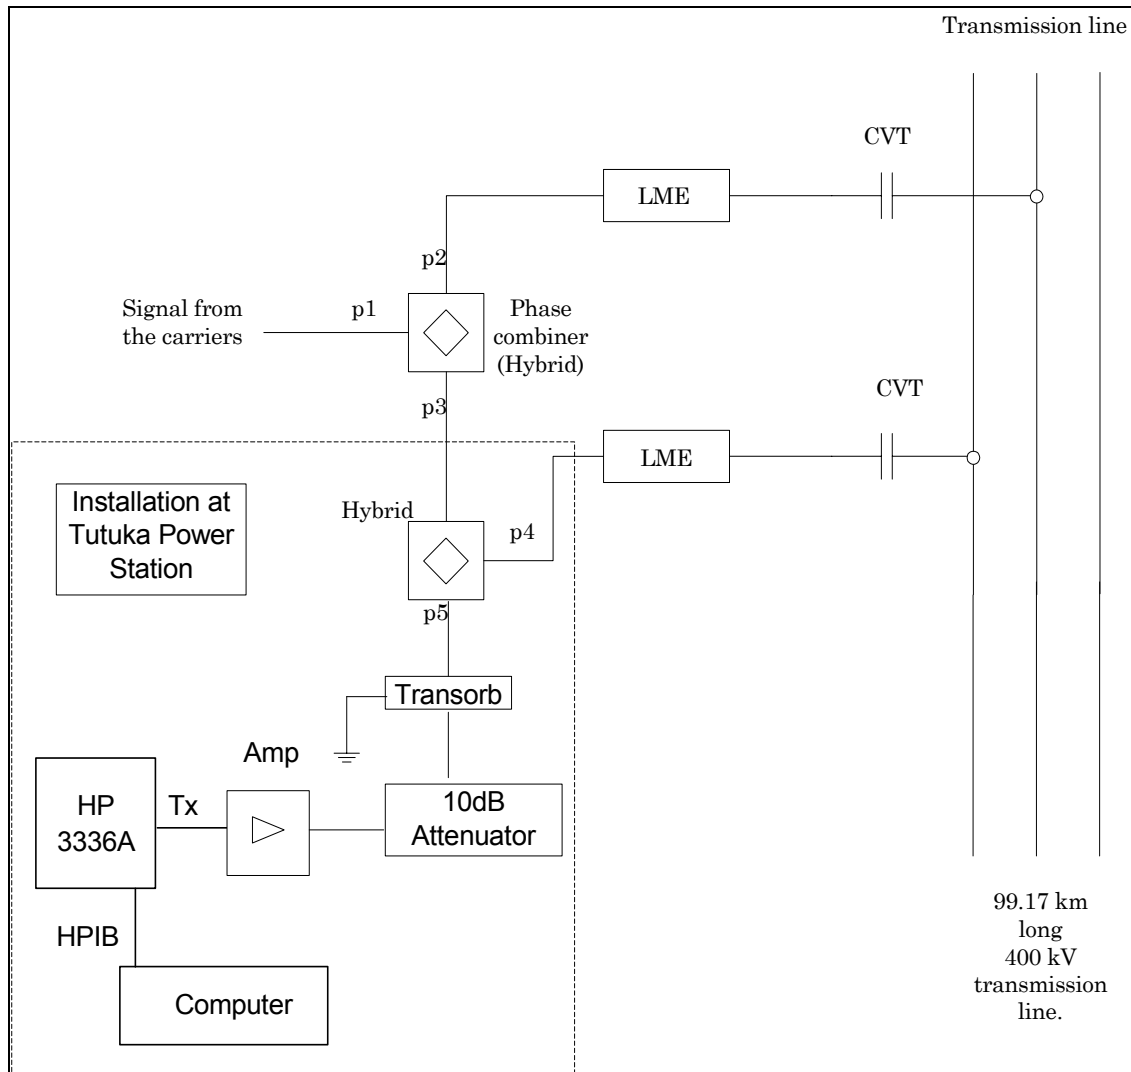 Transmission line
CVT
LME
p2
Signal from
the carriers
p1
Phase
combiner
(Hybrid)
p3
CVT
LME
Installation at
Tutuka Power
Station
Hybrid
p4
p5
Transorb
Amp
HP
3336A
Tx
10dB
Attenuator
HPIB
Computer
99.17 km
long
400 kV
transmission
line.